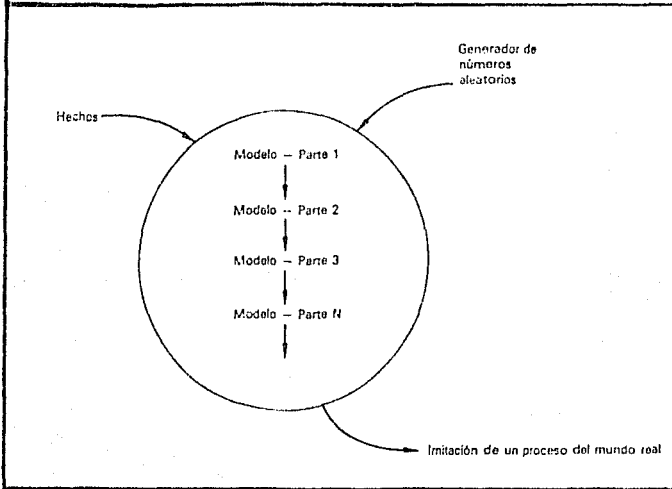 Generador de
números
aleatorios
Hechos
Modelo – Parte 1
Modelo – Parte 2
Modelo – Parte 3
Modelo – Parte N
Imitación de un proceso del mundo real